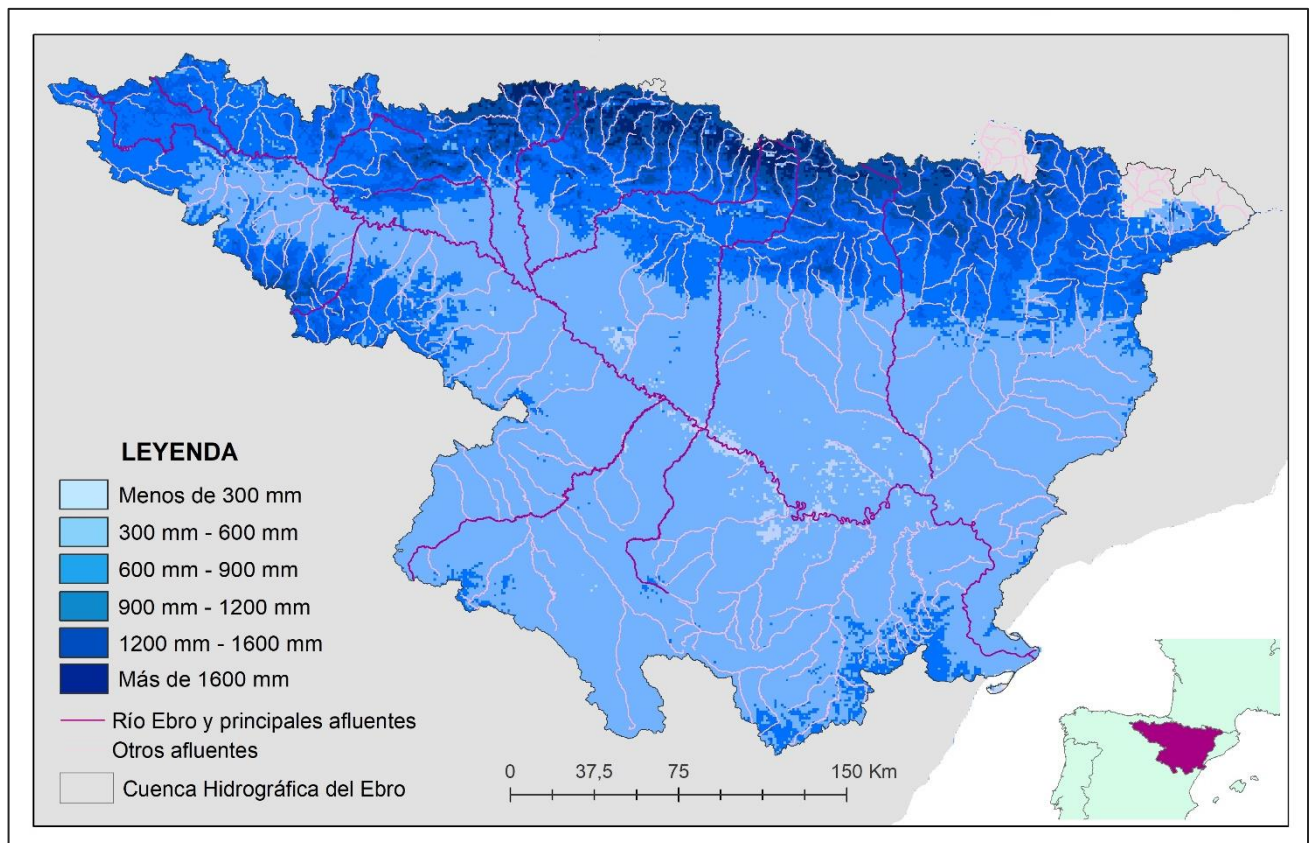 LEYENDA
Menos de 300 mm
300 mm - 600 mm
600 mm - 900 mm
900 mm - 1200 mm
1200 mm - 1600 mm
Más de 1600 mm
Río Ebro y principales afluentes
Otros afluentes
Cuenca Hidrográfica del Ebro
0 37,5 75 150 Km